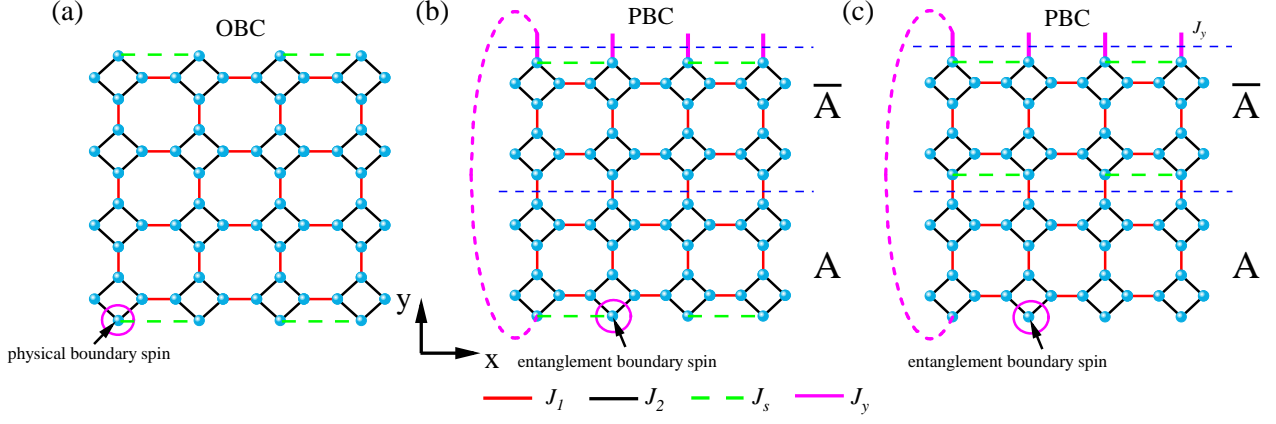 (a)
OBC
physical boundary spin
y
x
(b)
PBC
A
A
entanglement boundary spin
(c)
PBC
J_y
A
A
entanglement boundary spin
J_1
J_2
J_s
J_y